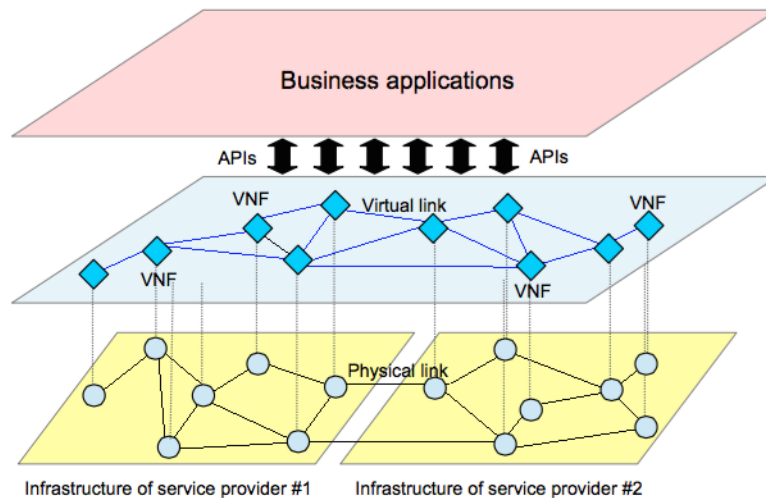 Business applications
APIs
APIs
VNF
Virtual link
VNF
VNF
VNF
Physical link
Infrastructure of service provider #1
Infrastructure of service provider #2